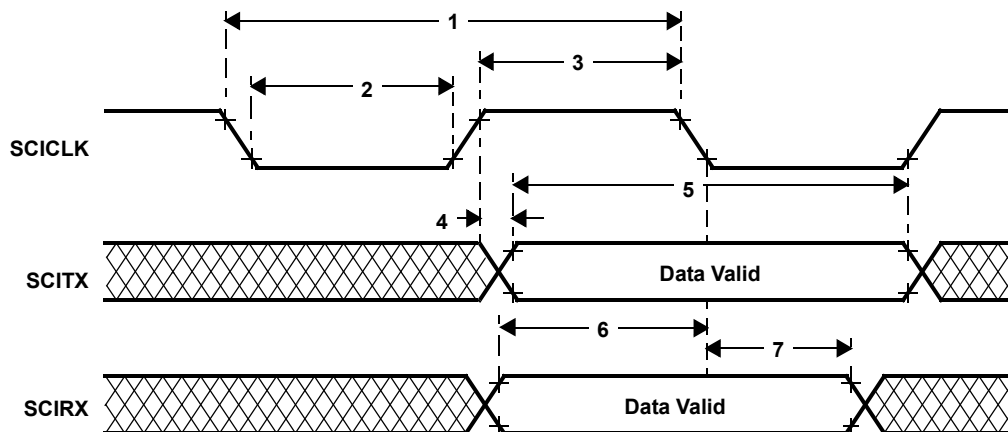 1
3
2
SCICLK
5
4
SCITX
Data Valid
6
7
SCIRX
Data Valid